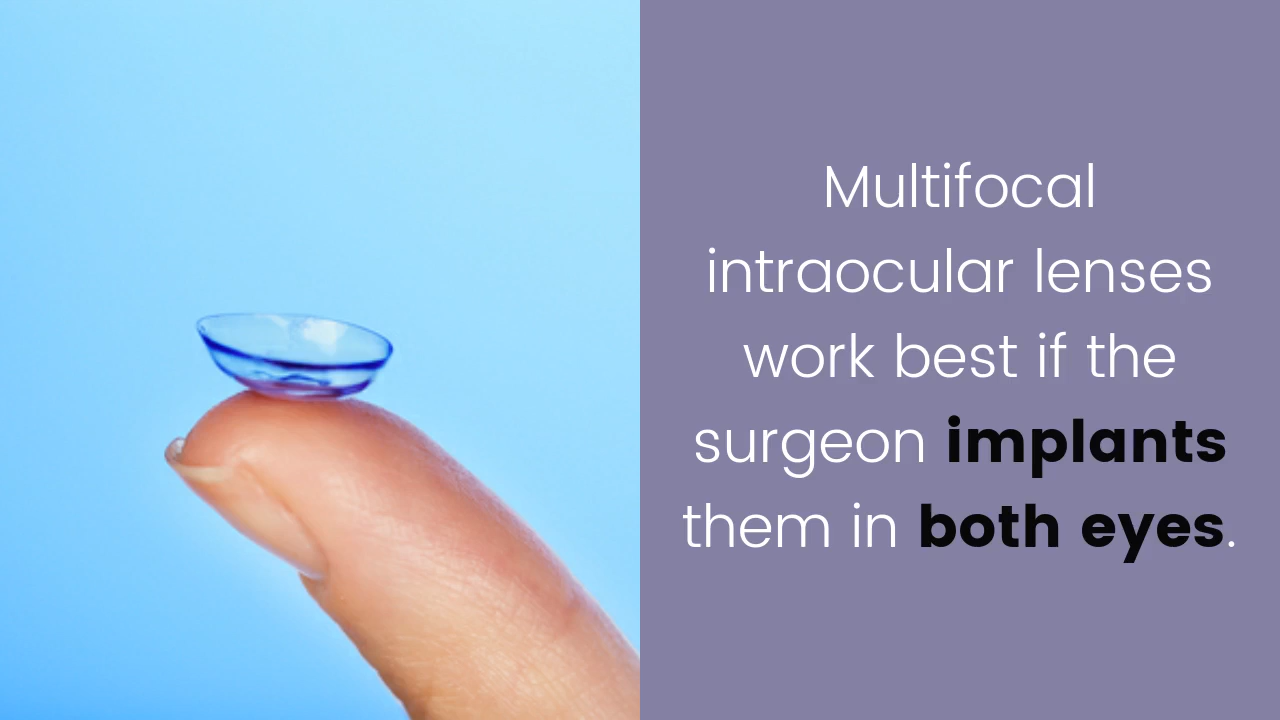 Multifocal
intraocular lenses
work best if the
surgeon implants
them in both eyes.